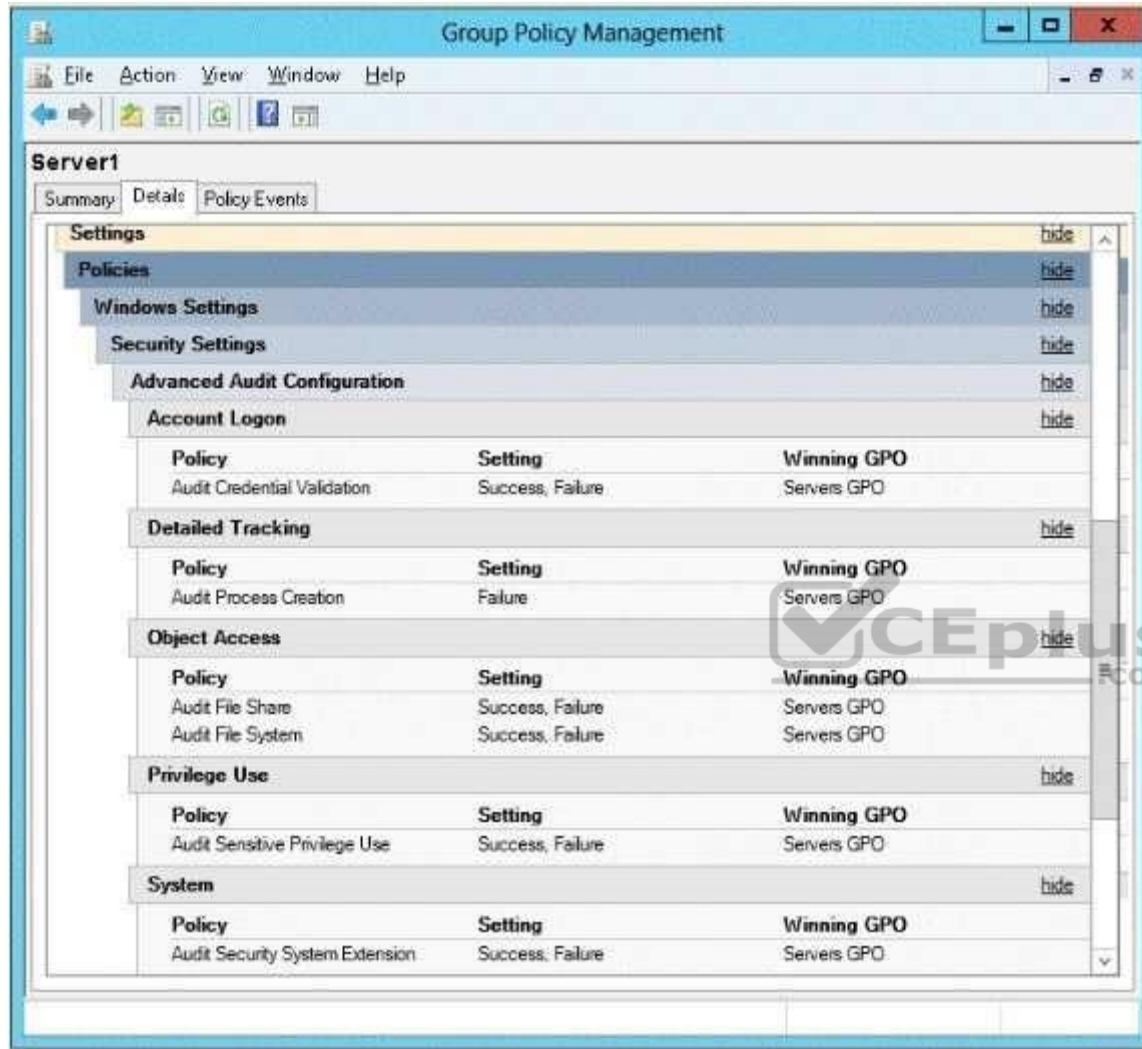 Group Policy Management
File Action View Window Help
Server1
Summary Details Policy Events
Settings hide
Policies hide
Windows Settings hide
Security Settings hide
Advanced Audit Configuration hide
Account Logon hide
Policy Setting Winning GPO
Audit Credential Validation Success, Failure Servers GPO
Detailed Tracking hide
Policy Setting Winning GPO
Audit Process Creation Failure Servers GPO
Object Access hide
Policy Setting Winning GPO
Audit File Share Success, Failure Servers GPO
Audit File System Success, Failure Servers GPO
Privilege Use hide
Policy Setting Winning GPO
Audit Sensitive Privilege Use Success, Failure Servers GPO
System hide
Policy Setting Winning GPO
Audit Security System Extension Success, Failure Servers GPO
CEplus